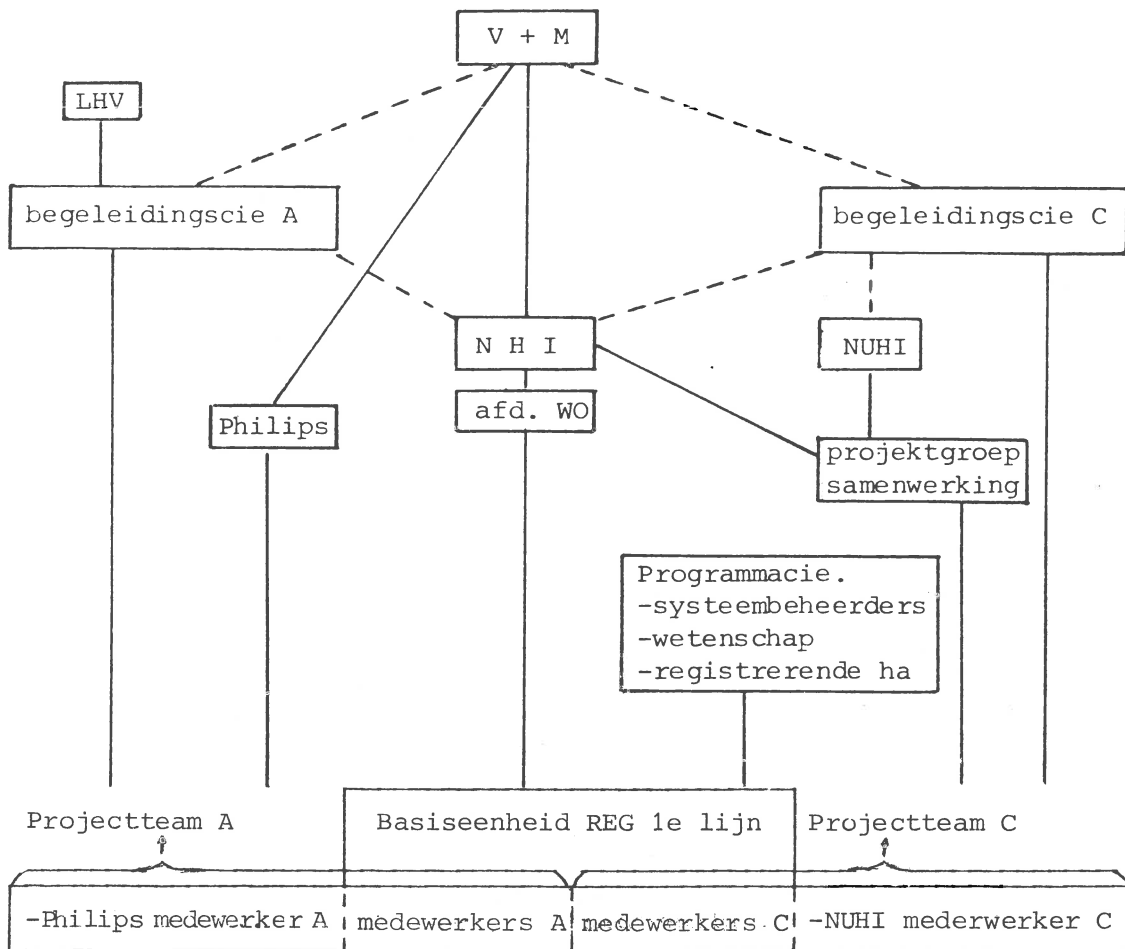 V + M
LHV
begeleidingscie A
begeleidingscie C
N H I
NUHI
afd. WO
Philips
projektgroep
samenwerking
Programmacie.
-systeembeheerders
-wetenschap
-registrerende ha
Projectteam A
Basiseenheid REG 1e lijn
Projectteam C
-Philips medewerker A
medewerkers A
medewerkers C
-NUHI mederwerker C